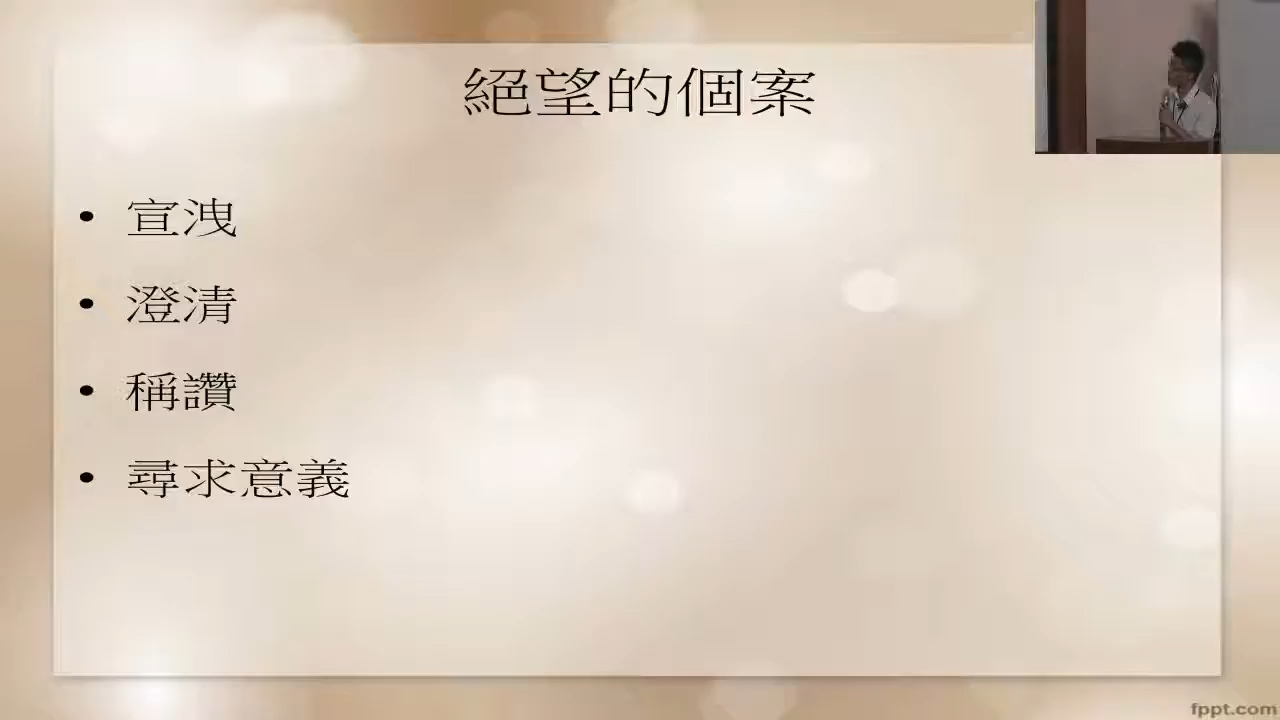 絕望的個案
• 宣洩
• 澄清
• 稱讚
• 尋求意義
fppt.com